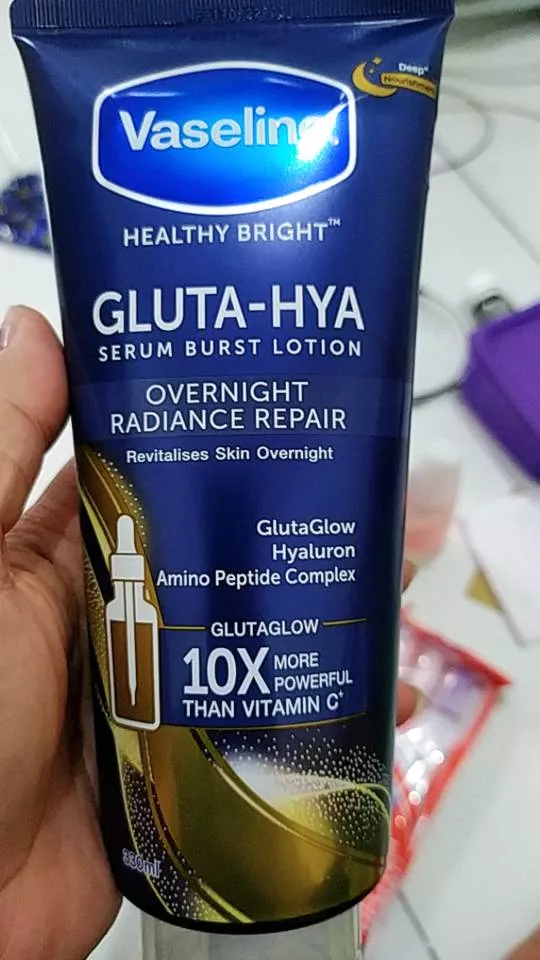 Deep"
Nourishment
Vaseline
HEALTHY BRIGHT™
GLUTA-HYA
SERUM BURST LOTION
OVERNIGHT
RADIANCE REPAIR
Revitalises Skin Overnight
GlutaGlow
Hyaluron
Amino Peptide Complex
GLUTAGLOW
10X MORE
POWERFUL
THAN VITAMIN C⁺
330ml